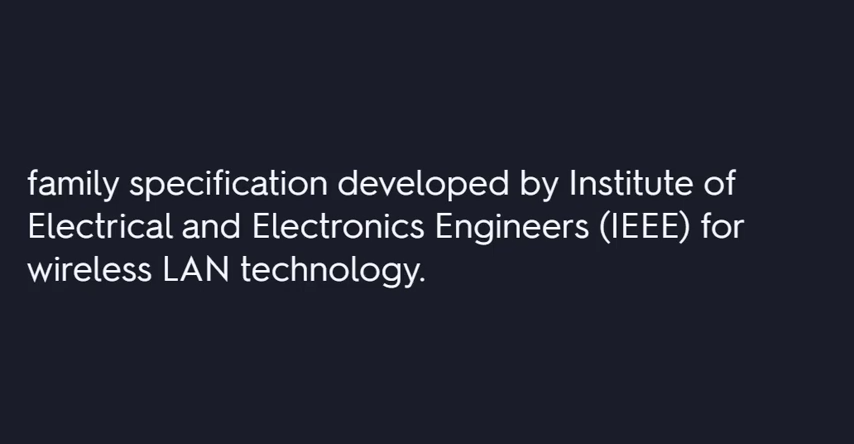 family specification developed by Institute of
Electrical and Electronics Engineers (IEEE) for
wireless LAN technology.